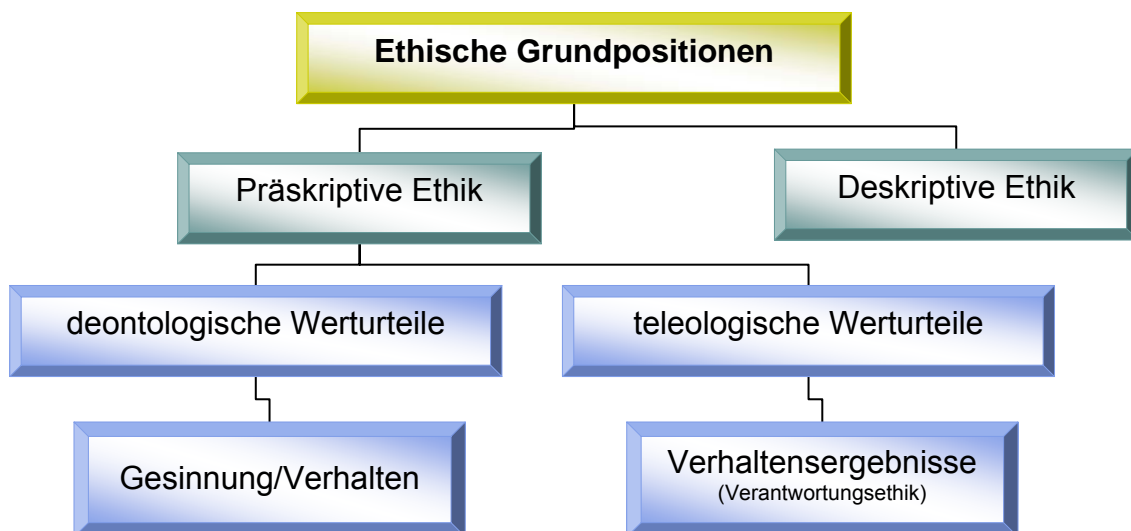 Ethische Grundpositionen
Präskriptive Ethik
Deskriptive Ethik
deontologische Werturteile
teleologische Werturteile
Gesinnung/Verhalten
Verhaltensergebnisse
(Verantwortungsethik)